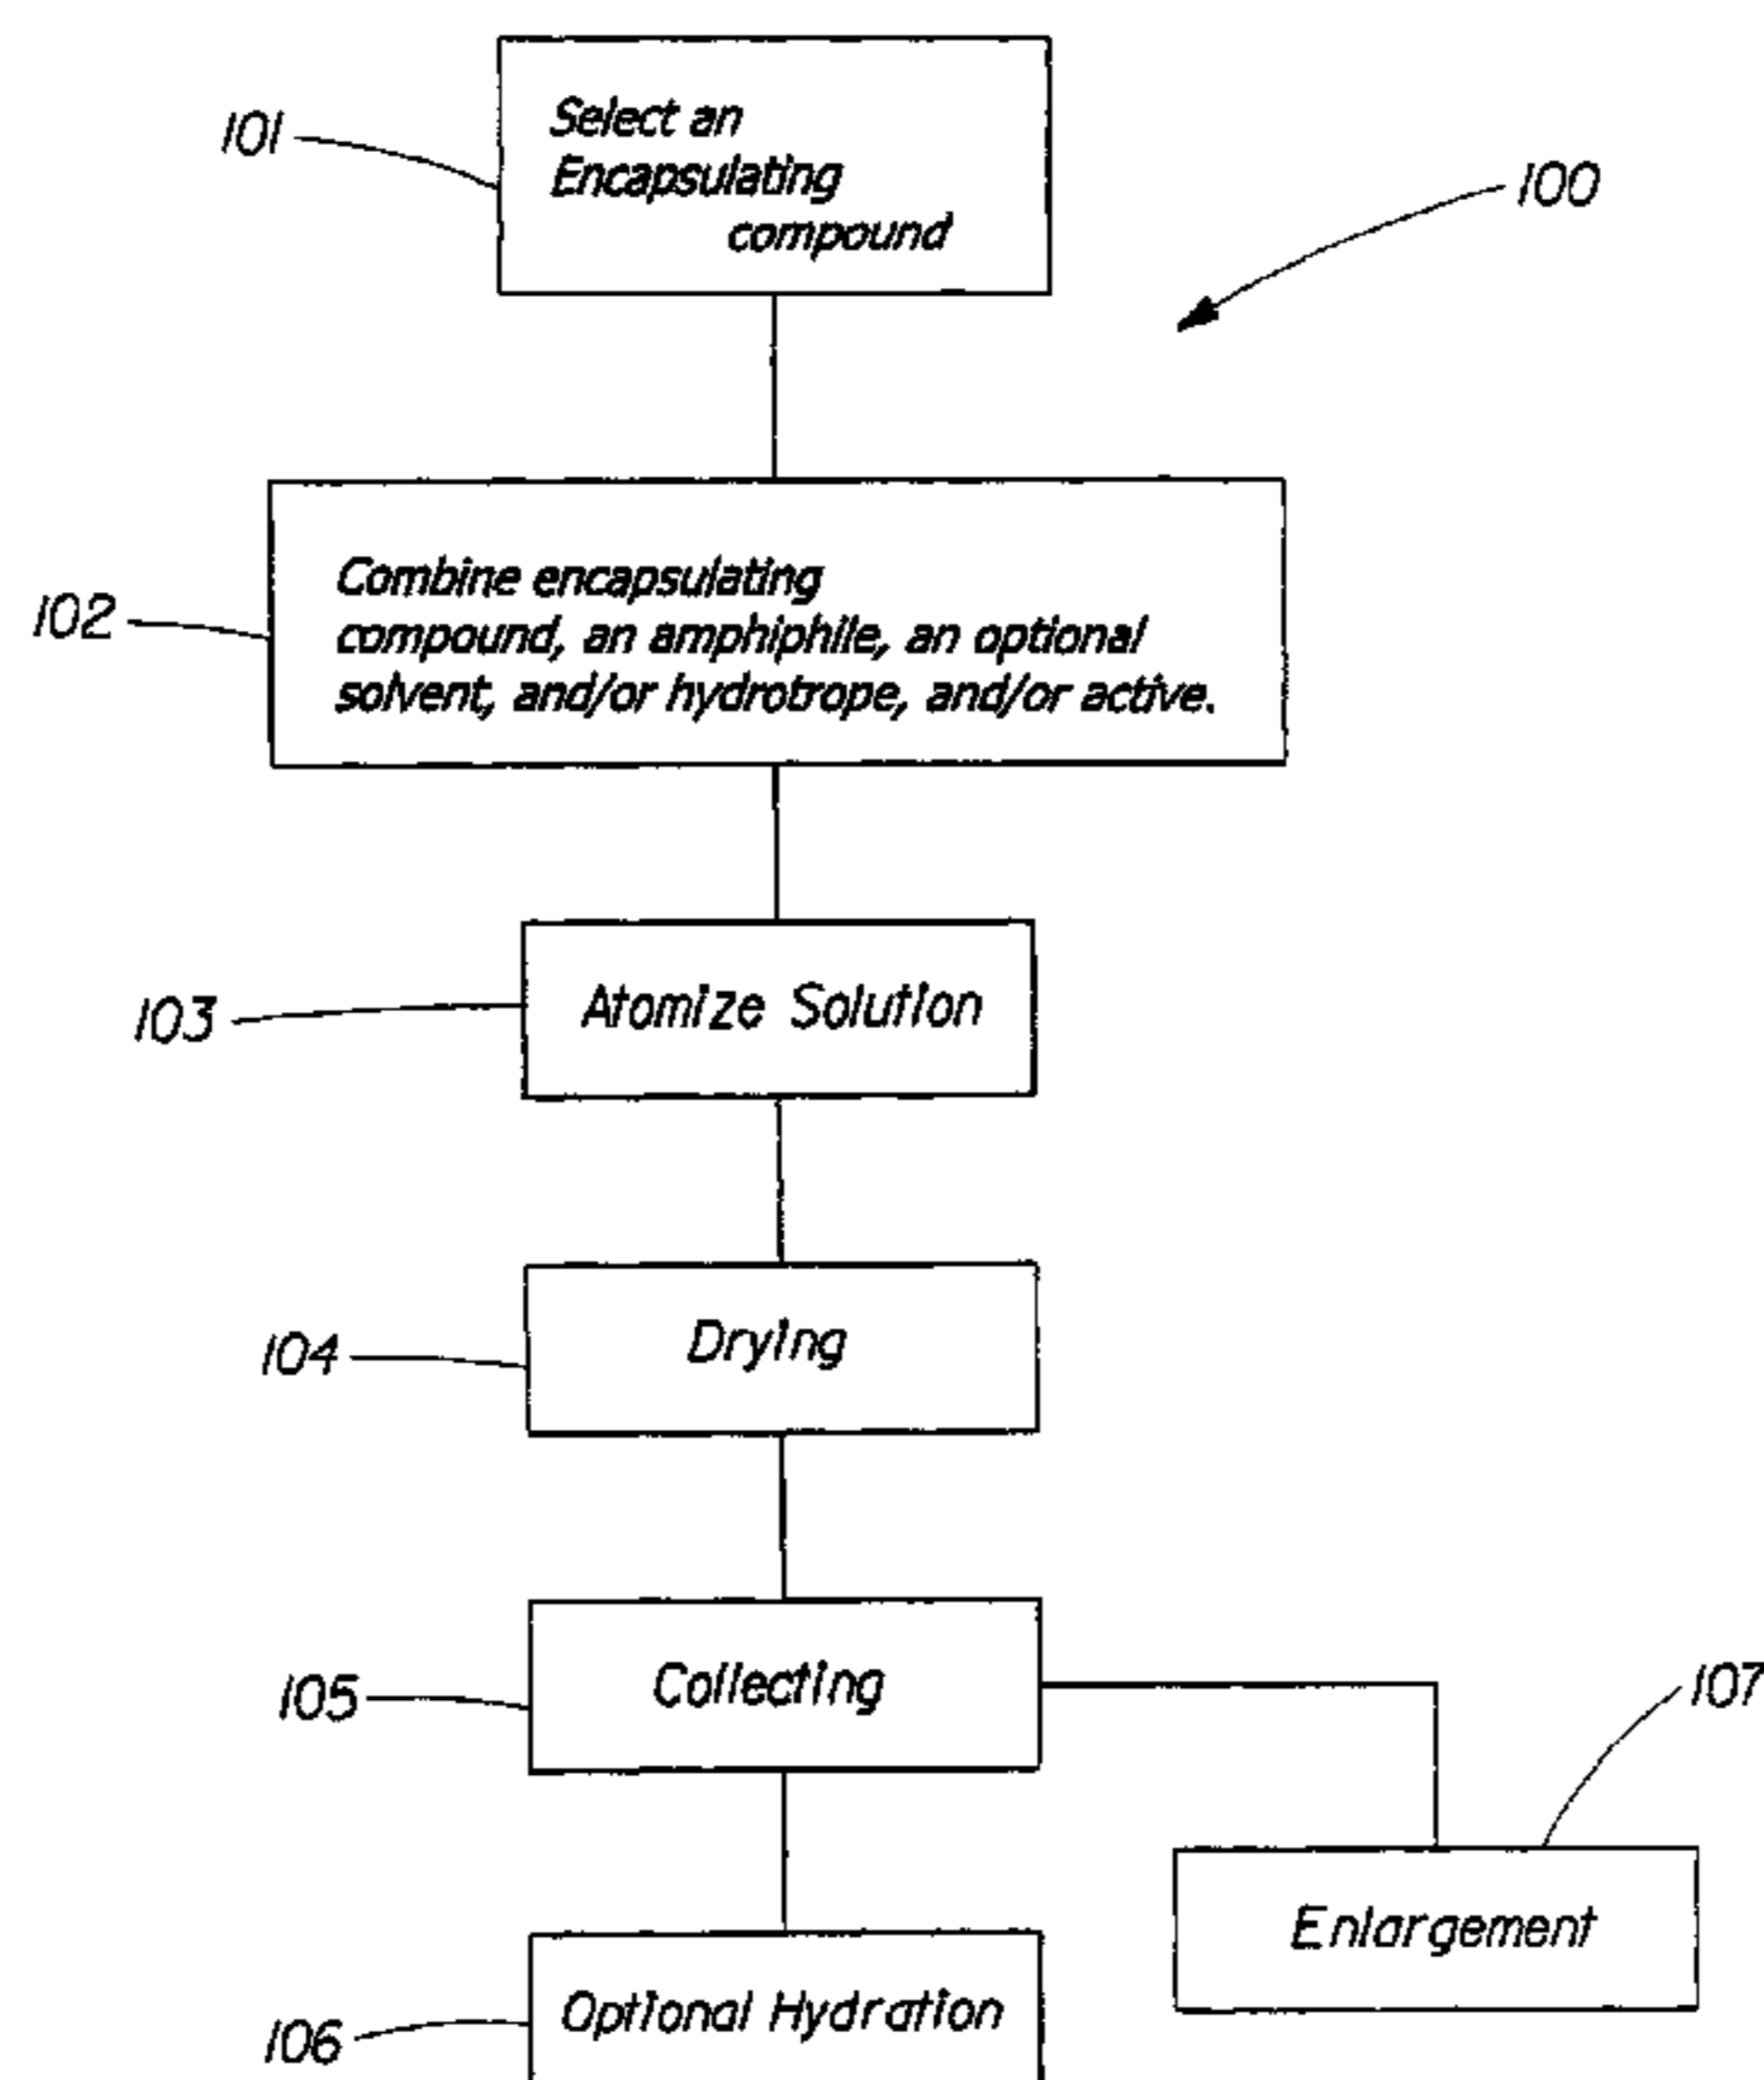 101
Select an
Encapsulating
compound
100
102
Combine encapsulating
compound, an amphiphile, an optional
solvent, and/or hydrotrope, and/or active.
103
Atomize Solution
104
Drying
105
Collecting
107
Enlargement
106
Optional Hydration